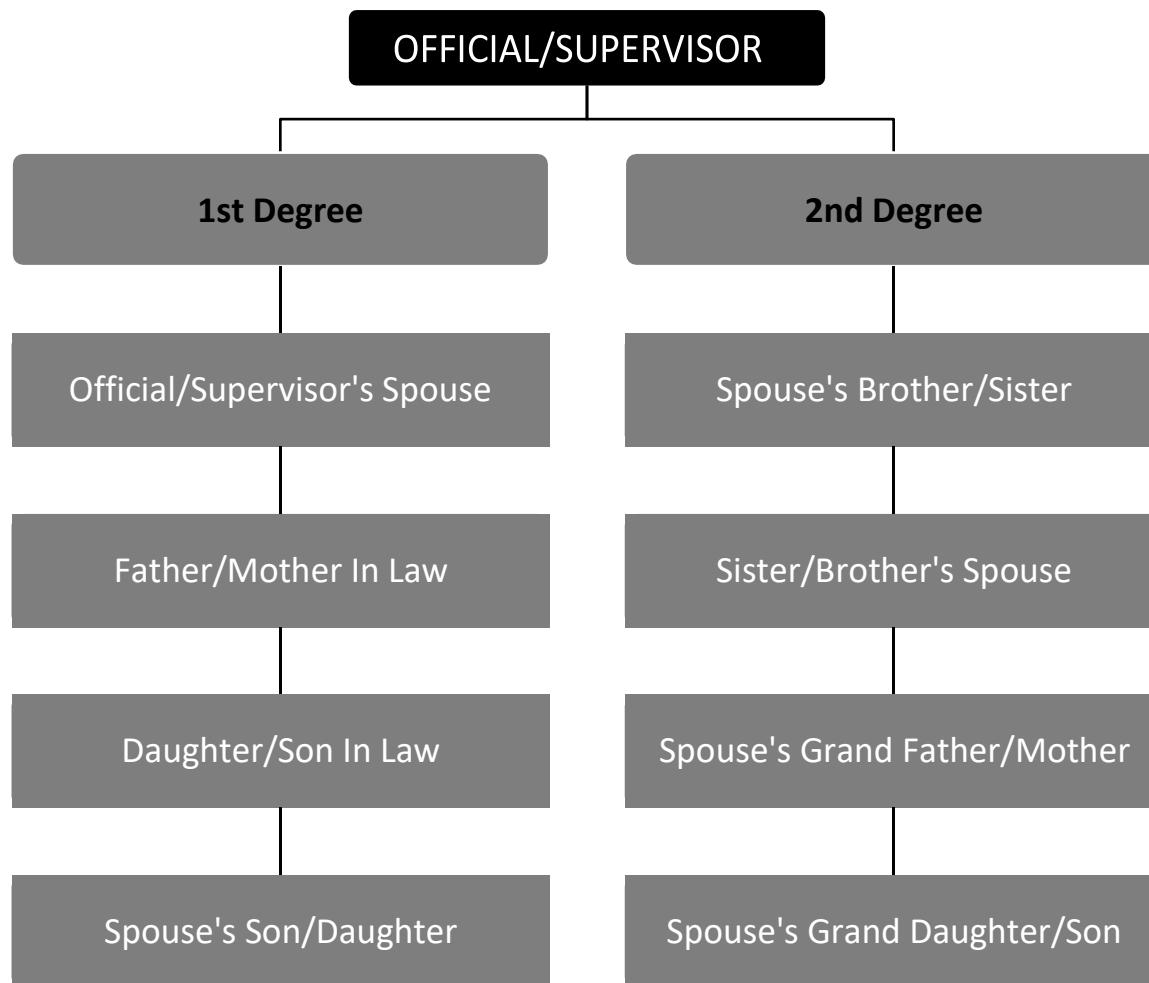 OFFICIAL/SUPERVISOR
1st Degree
Official/Supervisor's Spouse
Father/Mother In Law
Daughter/Son In Law
Spouse's Son/Daughter
2nd Degree
Spouse's Brother/Sister
Sister/Brother's Spouse
Spouse's Grand Father/Mother
Spouse's Grand Daughter/Son